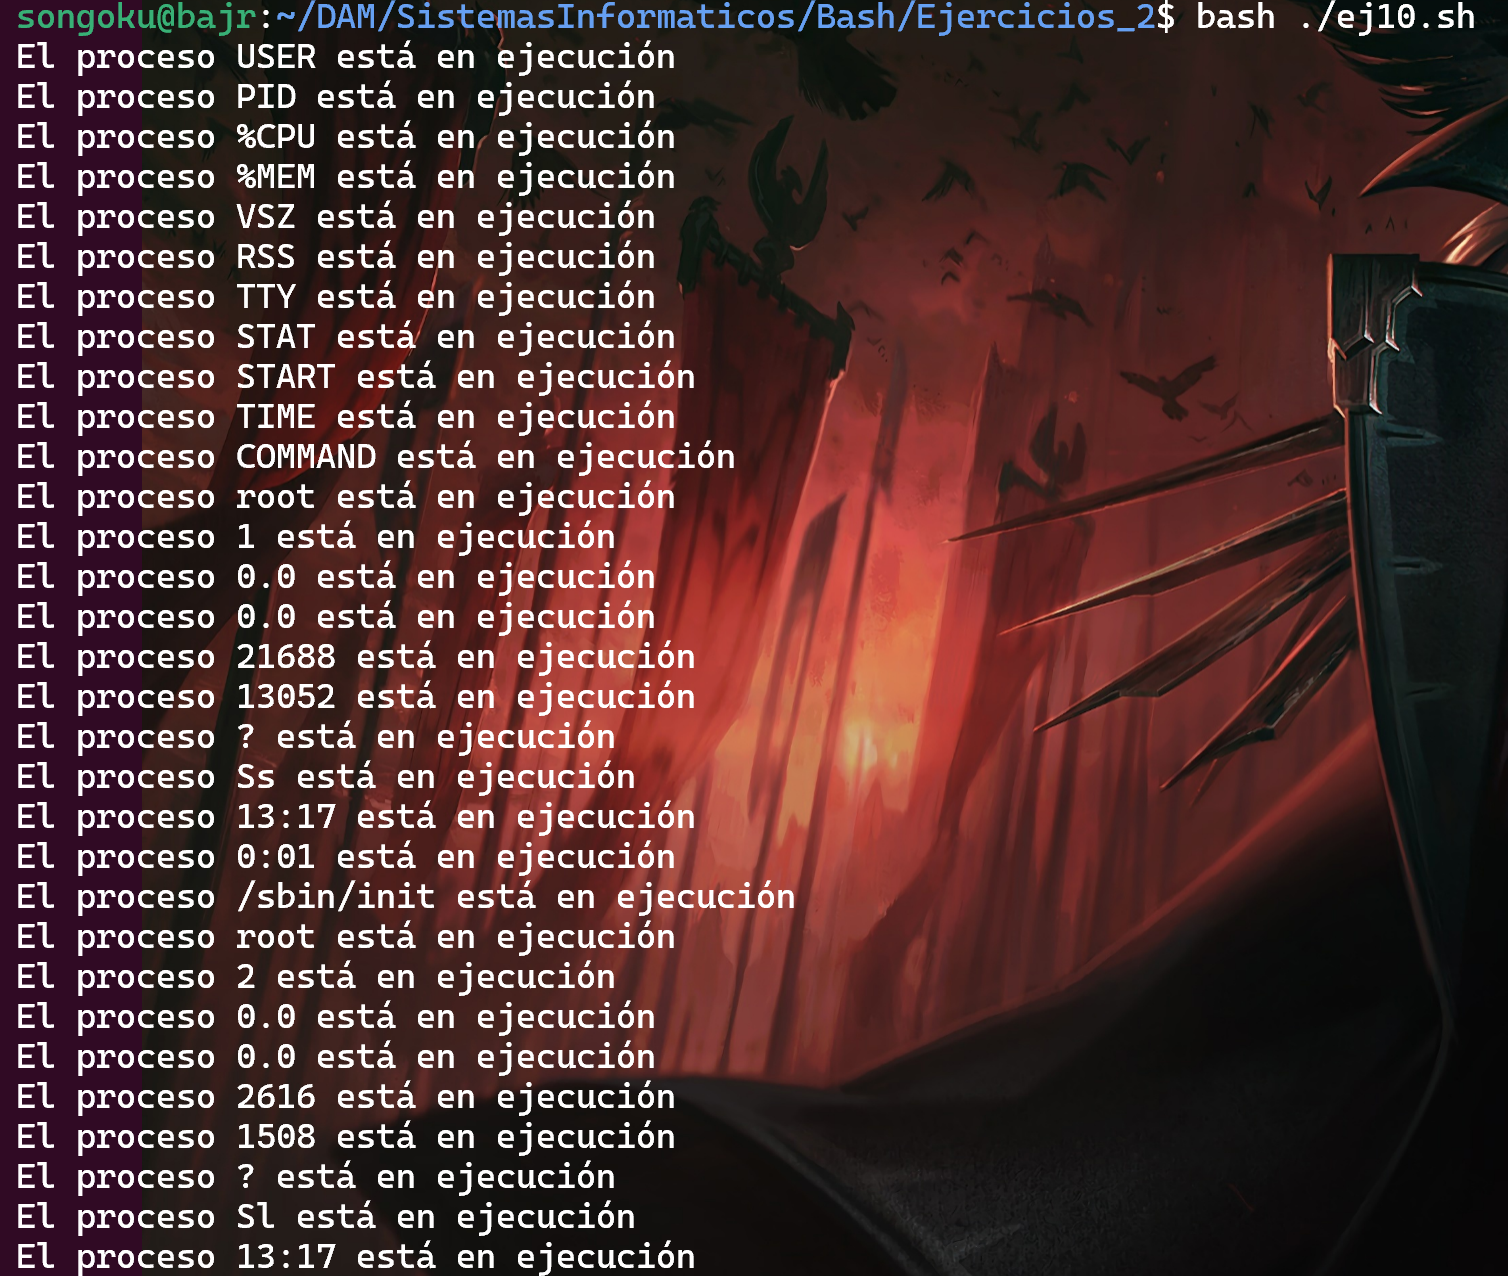 songoku@bajr:~/DAM/SistemasInformaticos/Bash/Ejercicios_2$ bash ./ej10.sh
El proceso USER está en ejecución
El proceso PID está en ejecución
El proceso %CPU está en ejecución
El proceso %MEM está en ejecución
El proceso VSZ está en ejecución
El proceso RSS está en ejecución
El proceso TTY está en ejecución
El proceso STAT está en ejecución
El proceso START está en ejecución
El proceso TIME está en ejecución
El proceso COMMAND está en ejecución
El proceso root está en ejecución
El proceso 1 está en ejecución
El proceso 0.0 está en ejecución
El proceso 0.0 está en ejecución
El proceso 21688 está en ejecución
El proceso 13052 está en ejecución
El proceso ? está en ejecución
El proceso Ss está en ejecución
El proceso 13:17 está en ejecución
El proceso 0:01 está en ejecución
El proceso /sbin/init está en ejecución
El proceso root está en ejecución
El proceso 2 está en ejecución
El proceso 0.0 está en ejecución
El proceso 0.0 está en ejecución
El proceso 2616 está en ejecución
El proceso 1508 está en ejecución
El proceso ? está en ejecución
El proceso Sl está en ejecución
El proceso 13:17 está en ejecución